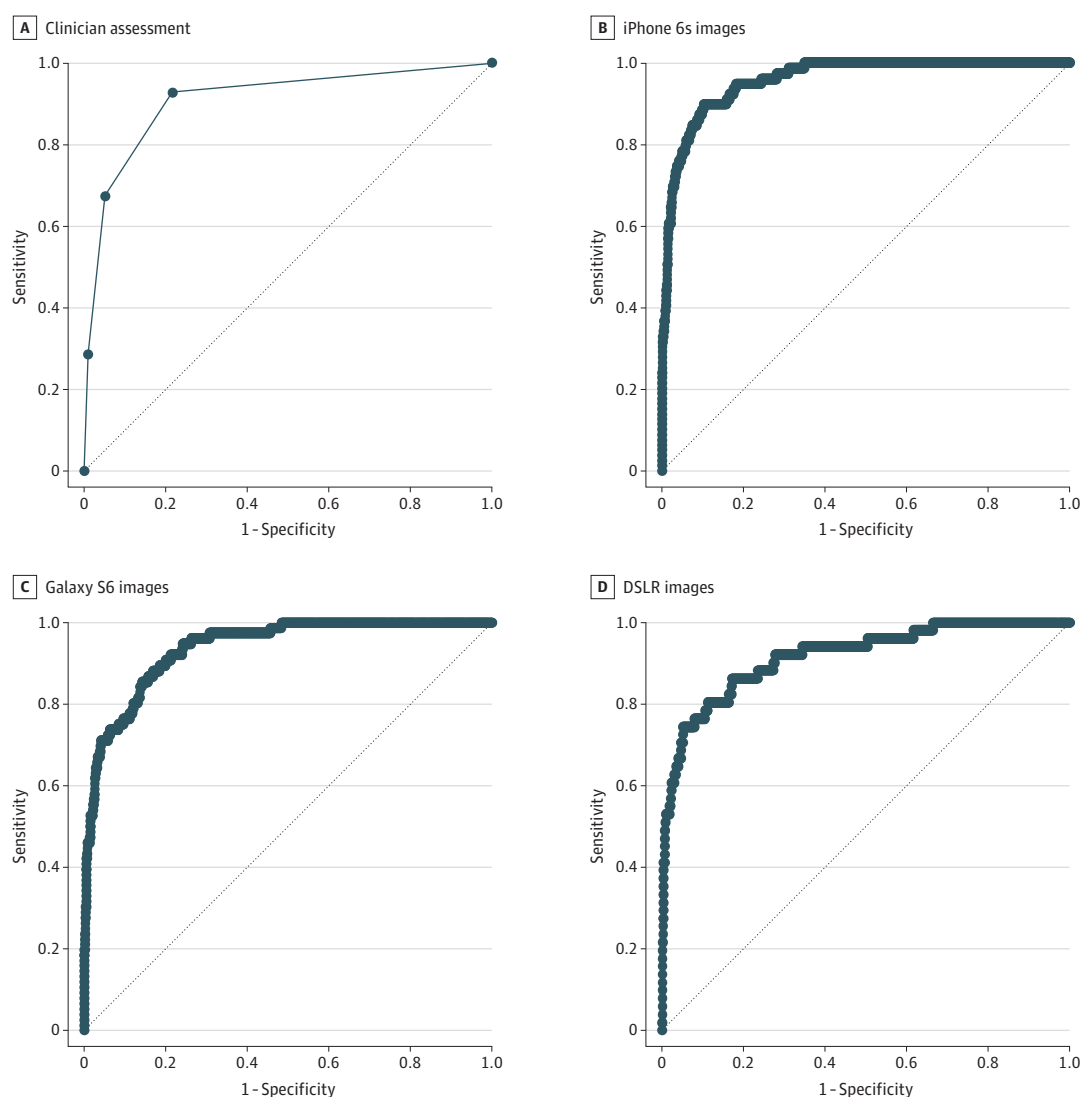 A Clinician assessment
1.0
0.8
0.6
0.4
0.2
0
Sensitivity
0 0.2 0.4 0.6 0.8 1.0
1 - Specificity
B iPhone 6s images
1.0
0.8
0.6
0.4
0.2
0
Sensitivity
0 0.2 0.4 0.6 0.8 1.0
1 - Specificity
C Galaxy S6 images
1.0
0.8
0.6
0.4
0.2
0
Sensitivity
0 0.2 0.4 0.6 0.8 1.0
1 - Specificity
D DSLR images
1.0
0.8
0.6
0.4
0.2
0
Sensitivity
0 0.2 0.4 0.6 0.8 1.0
1 - Specificity